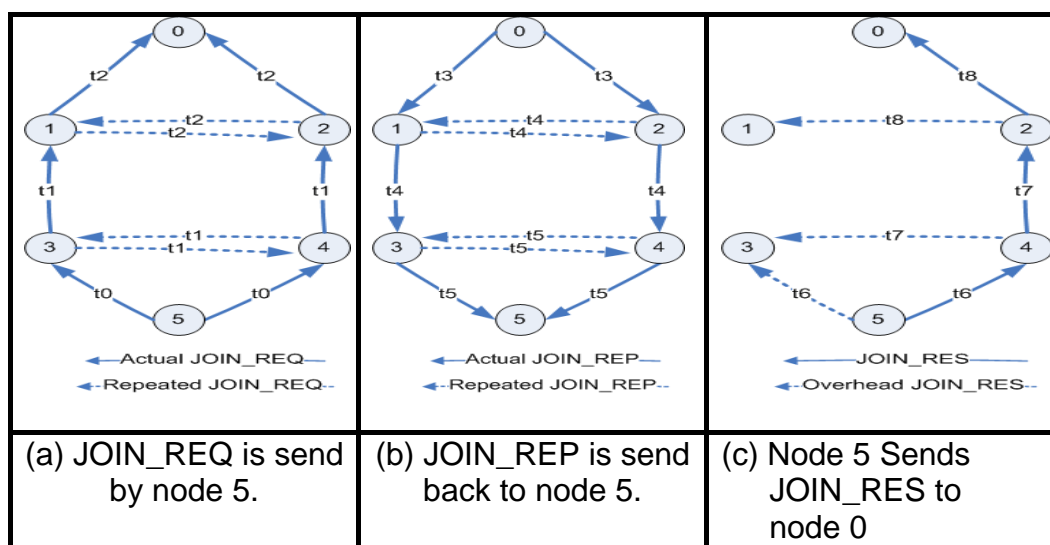 0
t2 t2
1 t2 2
t2
t1 t1
3 t1 4
t1
t0 t0
5
Actual JOIN_REQ
Repeated JOIN_REQ
(a) JOIN_REQ is send
by node 5.
0
t3 t3
1 t4 2
t4
t4 t4
3 t5 4
t5
t5 t5
5
Actual JOIN_REP
Repeated JOIN_REP
(b) JOIN_REP is send
back to node 5.
0
t8
1 t8 2
t7
3 t7 4
t6 t6
5
JOIN_RES
Overhead JOIN_RES
(c) Node 5 Sends
JOIN_RES to
node 0